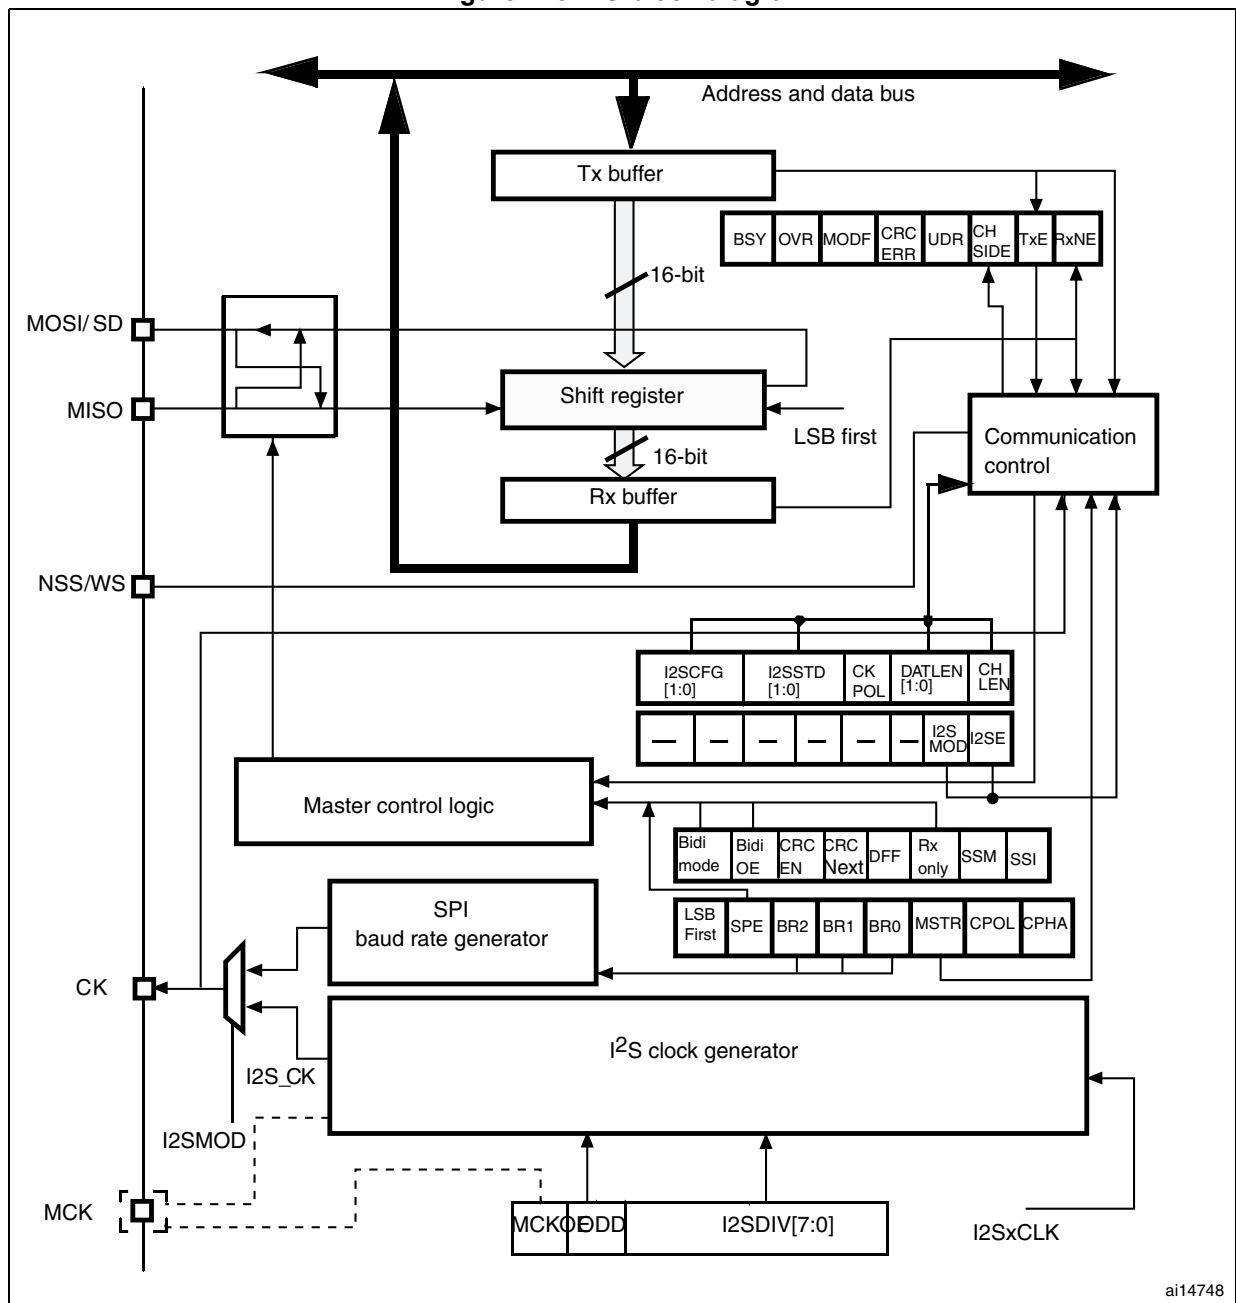 Address and data bus
Tx buffer
BSY
OVR
MODF
CRC
ERR
UDR
CH
SIDE
TxE
RxNE
16-bit
MOSI/ SD
Shift register
MISO
LSB first
Communication
control
16-bit
Rx buffer
NSS/WS
I2SCFG
[1:0]
I2SSTD
[1:0]
CK
POL
DATLEN
[1:0]
CH
LEN
I2S
MOD
I2SE
Master control logic
Bidi
mode
Bidi
OE
CRC
EN
CRC
Next
DFF
Rx
only
SSM
SSI
SPI
baud rate generator
LSB
First
SPE
BR2
BR1
BR0
MSTR
CPOL
CPHA
CK
I2S clock generator
I2S_CK
I2SMOD
MCK
MCKOE
ODD
I2SDIV[7:0]
I2SxCLK
ai14748